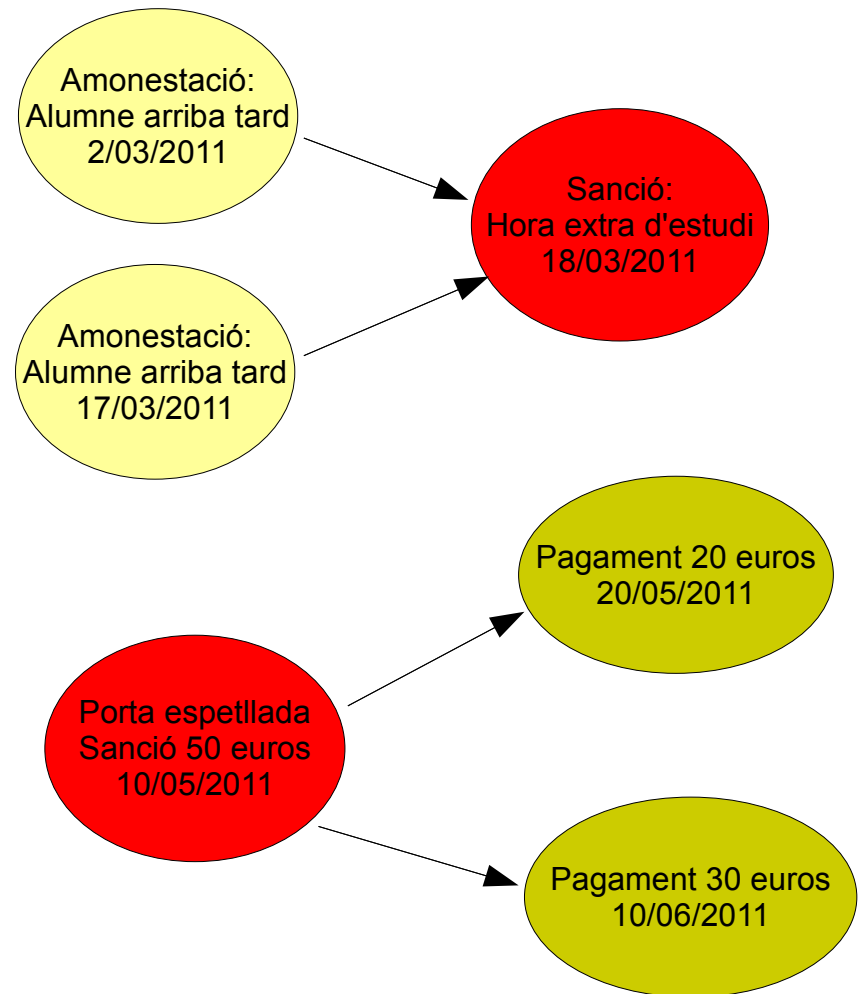 Amonestació:
Alumne arriba tard
2/03/2011
Sanció:
Hora extra d'estudi
18/03/2011
Amonestació:
Alumne arriba tard
17/03/2011
Pagament 20 euros
20/05/2011
Porta espetllada
Sanció 50 euros
10/05/2011
Pagament 30 euros
10/06/2011